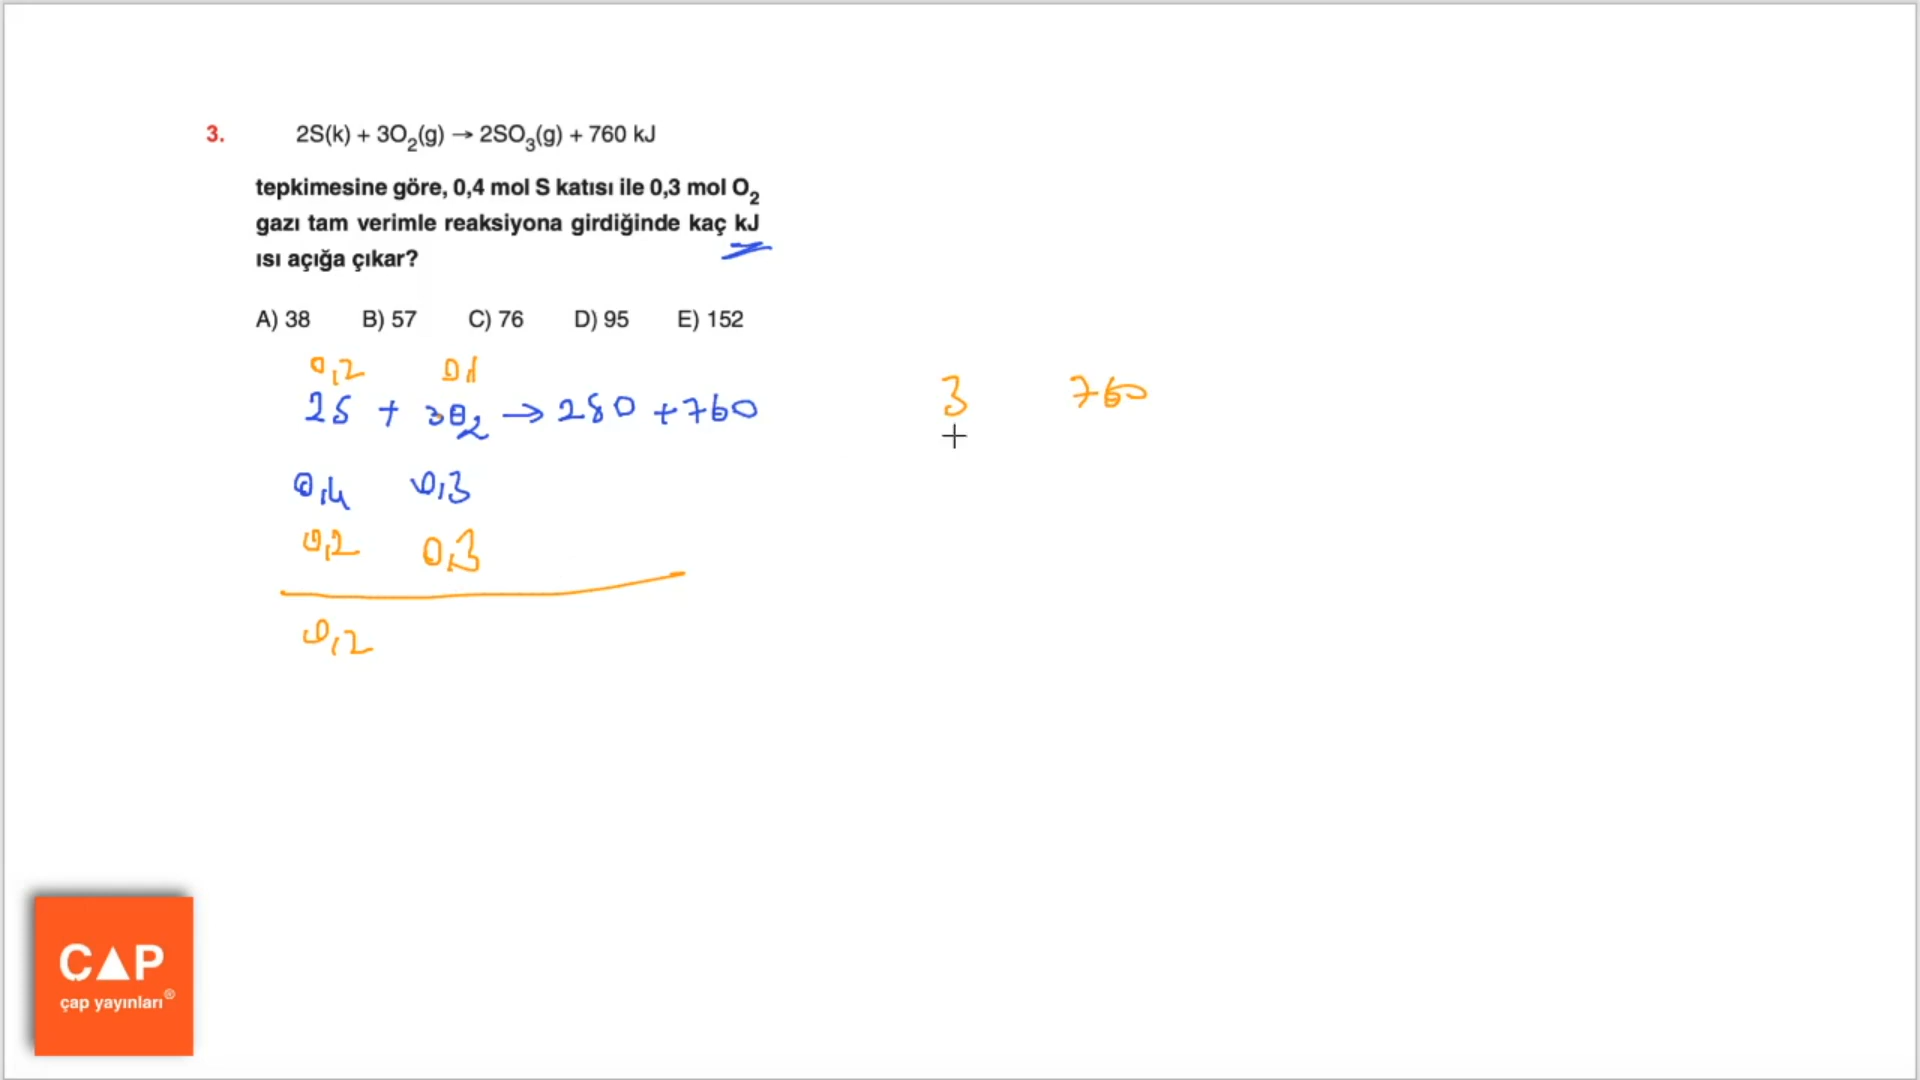 3. 2S(k) + 3O₂(g) → 2SO₃(g) + 760 kJ
tepkimesine göre, 0,4 mol S katısı ile 0,3 mol O₂
gazı tam verimle reaksiyona girdiğinde kaç kJ
ısı açığa çıkar?
A) 38 B) 57 C) 76 D) 95 E) 152
0,2 0,1
2S + 3O₂ → 2SO + 760
0,4 0,3
0,2 0,3
0,2
3 760
CAP
çap yayınları®